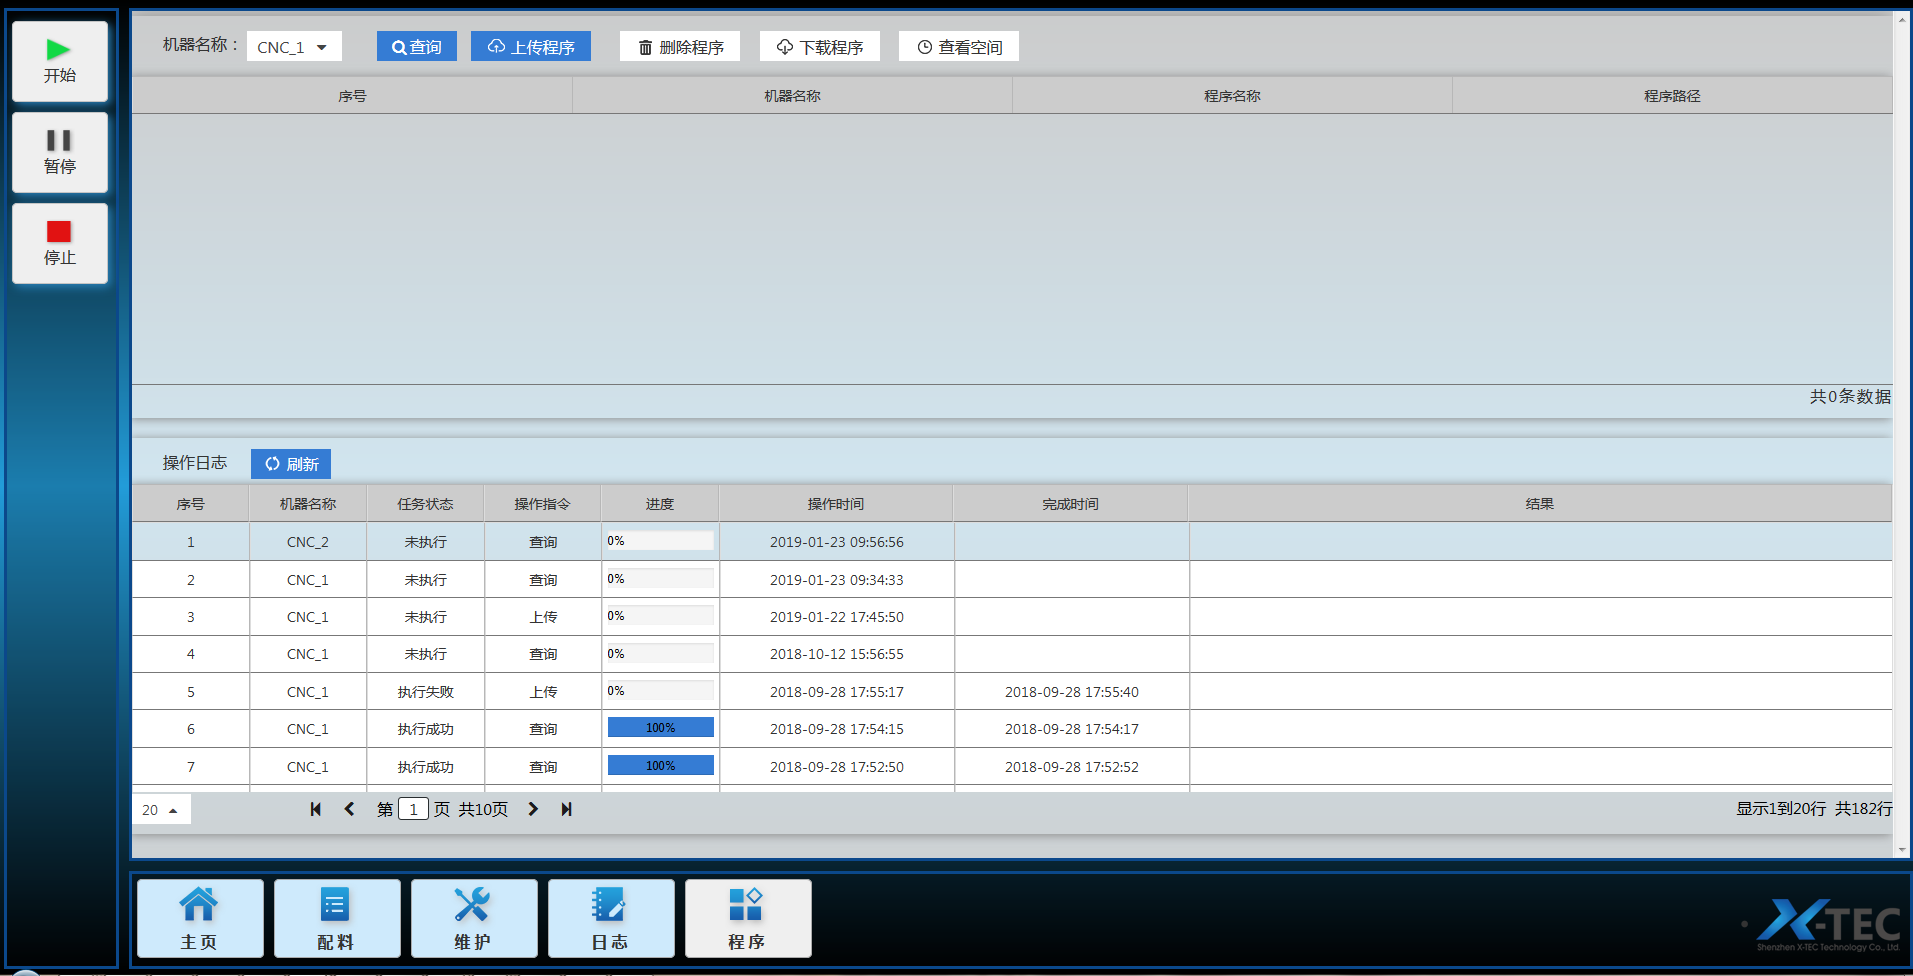 开始
暂停
停止
机器名称： CNC_1 查询 上传程序 删除程序 下载程序 查看空间
序号 机器名称 程序名称 程序路径
共0条数据
操作日志 刷新
序号 机器名称 任务状态 操作指令 进度 操作时间 完成时间 结果
1 CNC_2 未执行 查询 0% 2019-01-23 09:56:56
2 CNC_1 未执行 查询 0% 2019-01-23 09:34:33
3 CNC_1 未执行 上传 0% 2019-01-22 17:45:50
4 CNC_1 未执行 查询 0% 2018-10-12 15:56:55
5 CNC_1 执行失败 上传 0% 2018-09-28 17:55:17 2018-09-28 17:55:40
6 CNC_1 执行成功 查询 100% 2018-09-28 17:54:15 2018-09-28 17:54:17
7 CNC_1 执行成功 查询 100% 2018-09-28 17:52:50 2018-09-28 17:52:52
20 第 1 页 共10页 显示1到20行 共182行
主页 配料 维护 日志 程序
X-TEC
Shenzhen X-TEC Technology Co., Ltd.